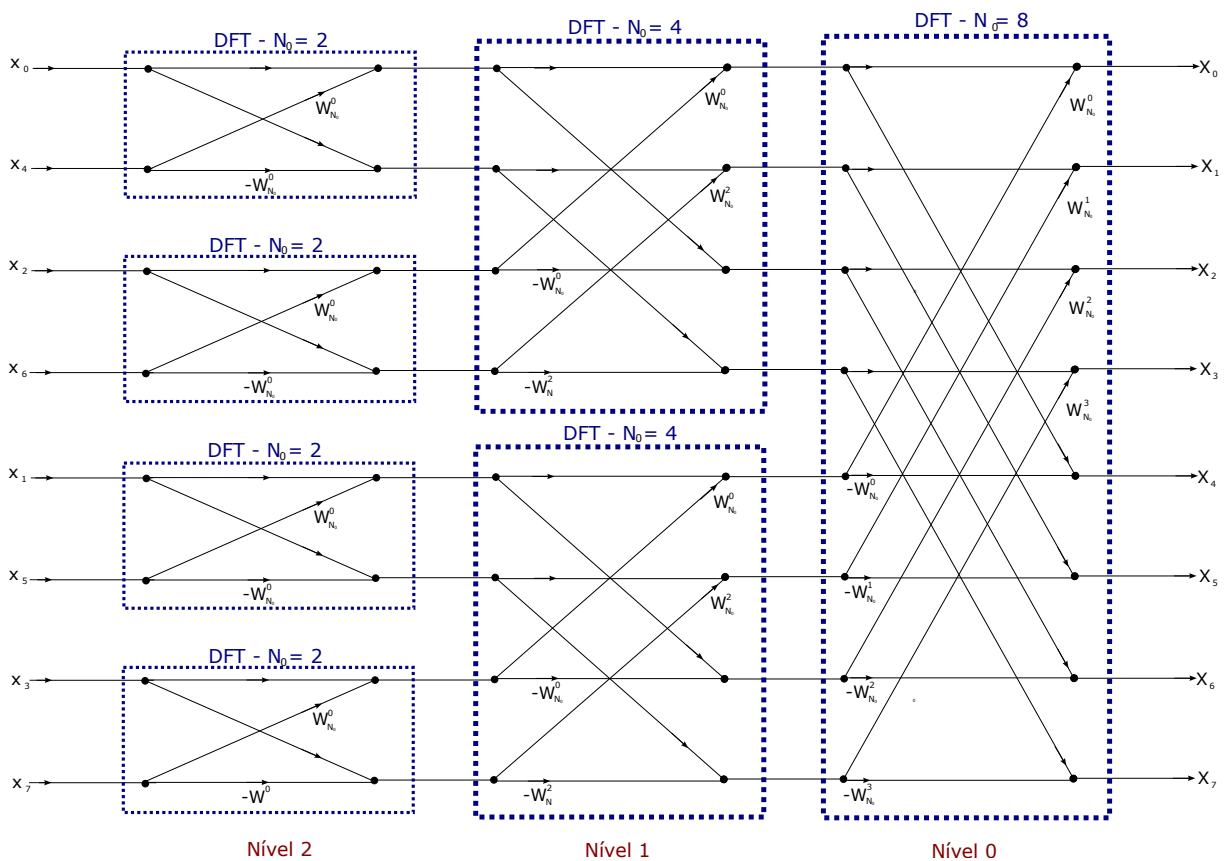 DFT - N₀= 2
DFT - N₀= 4
DFT - N₀= 8
x₀
W⁰N₀
W⁰N₀
W⁰N₀
X₀
x₄
-W⁰N₀
W²N₀
W¹N₀
X₁
DFT - N₀= 2
x₂
W⁰N₀
-W⁰N₀
W²N₀
X₂
x₆
-W⁰N₀
-W²N
W³N₀
X₃
DFT - N₀= 2
DFT - N₀= 4
x₁
W⁰N₀
W⁰N₀
-W⁰N₀
X₄
x₅
-W⁰N₀
W²N₀
-W¹N₀
X₅
DFT - N₀= 2
x₃
W⁰N₀
-W⁰N₀
-W²N₀
X₆
x₇
-W⁰
-W²N
-W³N₀
X₇
Nível 2
Nível 1
Nível 0